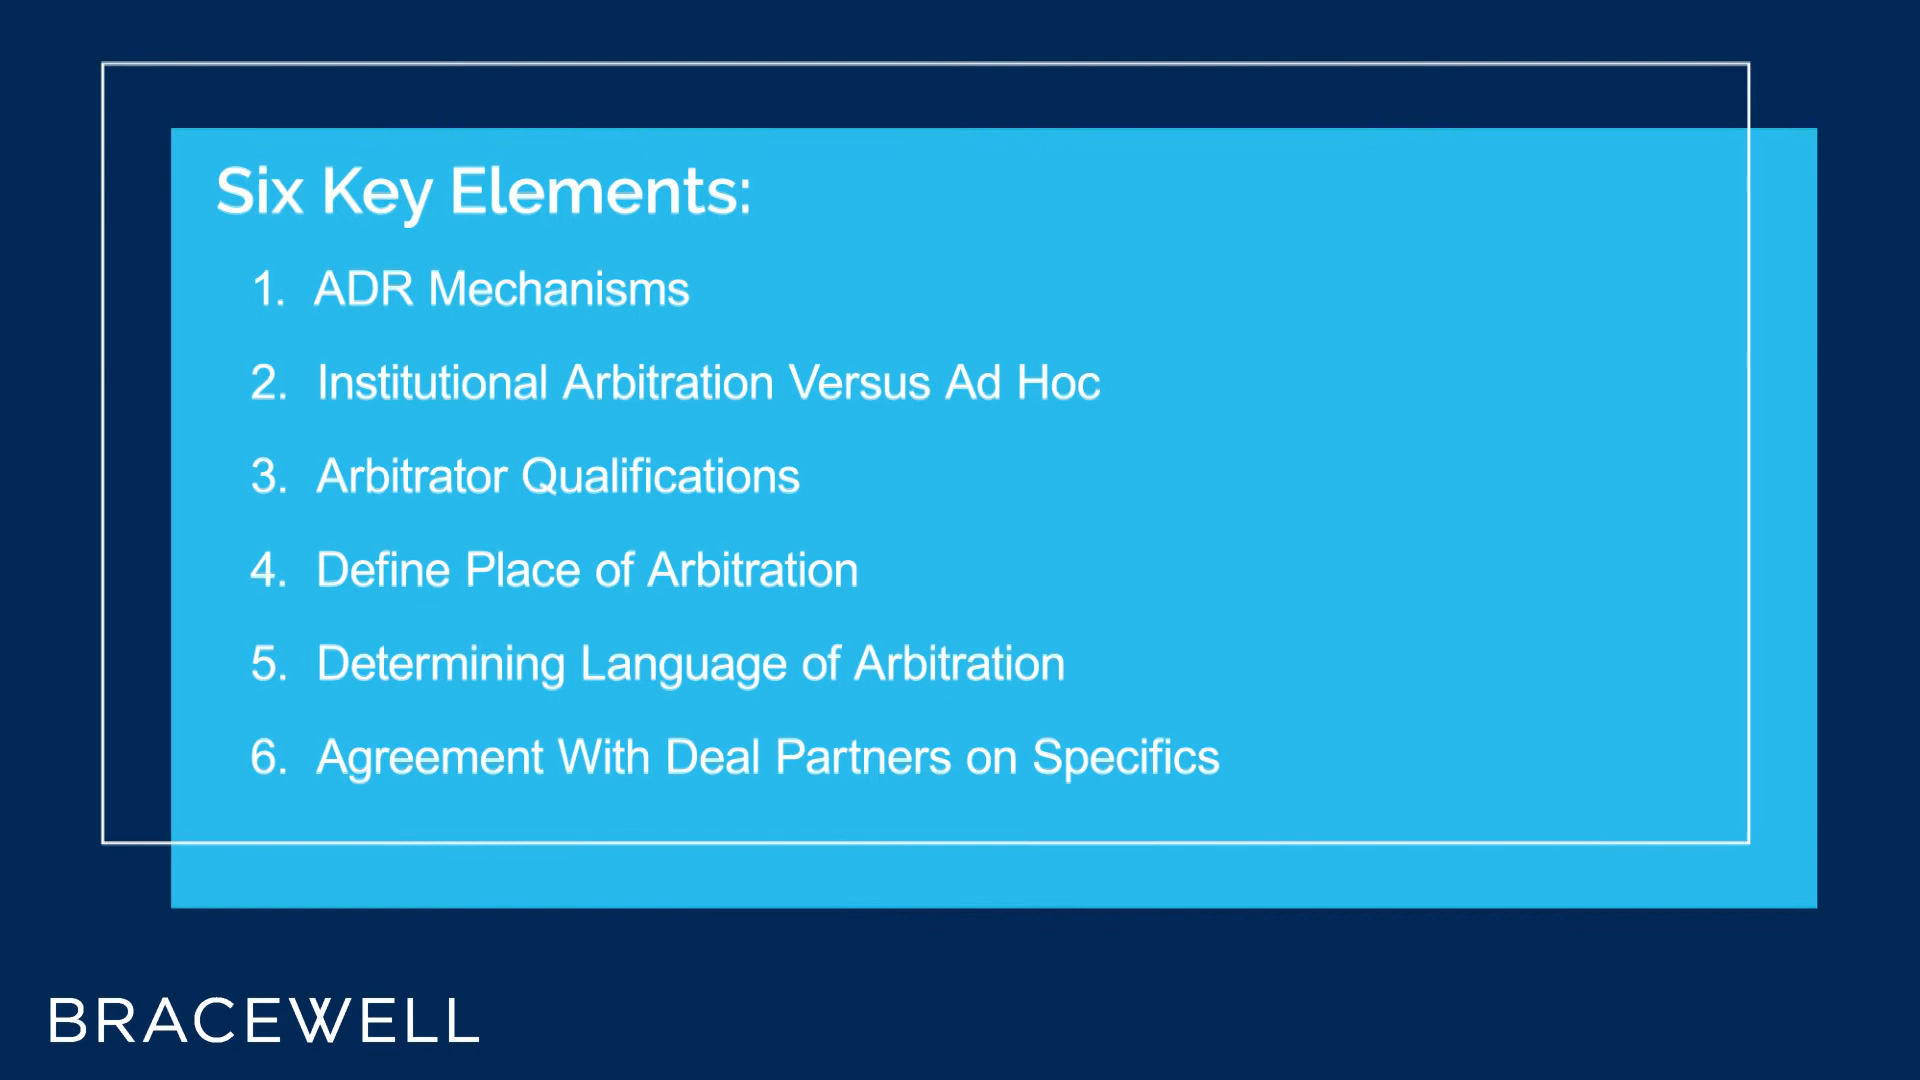 Six Key Elements:
1. ADR Mechanisms
2. Institutional Arbitration Versus Ad Hoc
3. Arbitrator Qualifications
4. Define Place of Arbitration
5. Determining Language of Arbitration
6. Agreement With Deal Partners on Specifics
BRACEWELL